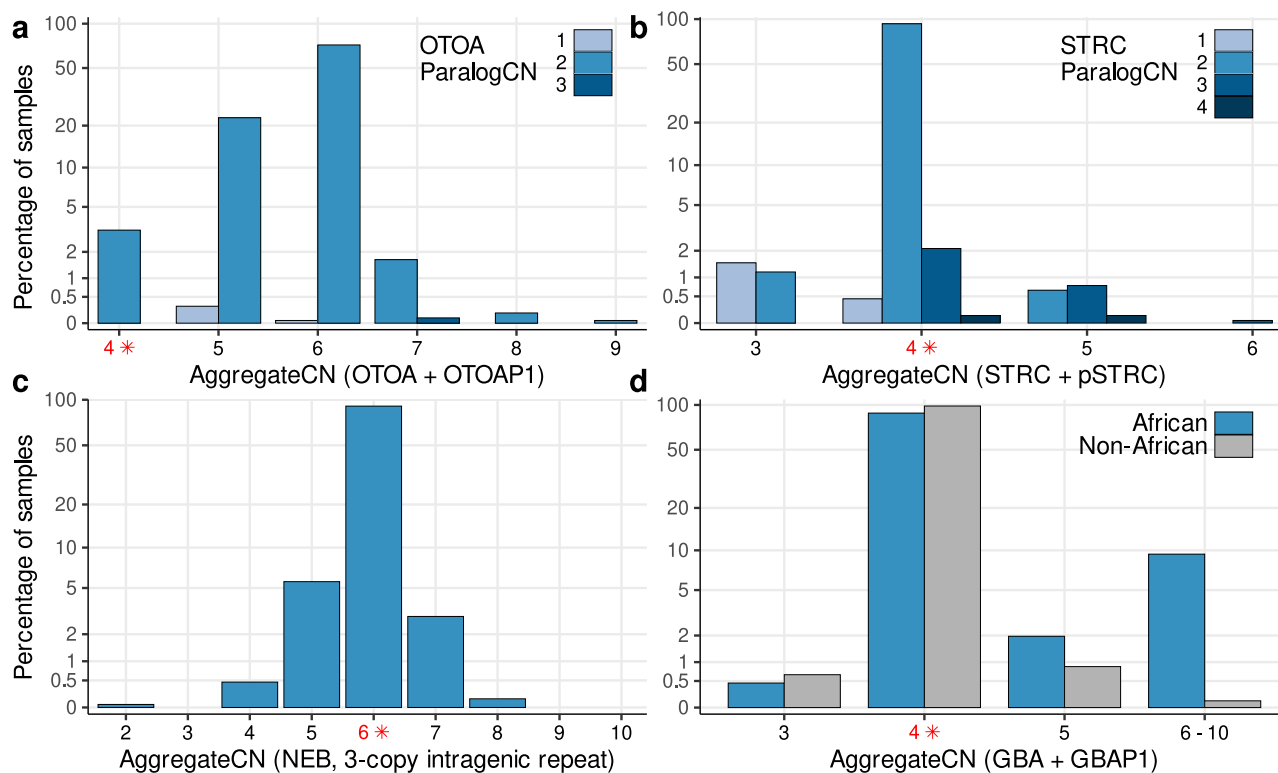 a
OTOA
ParalogCN
1
2
3
Percentage of samples
100
50
20
10
5
2
1
0.5
0
4 ✳ 5 6 7 8 9
AggregateCN (OTOA + OTOAP1)
b
STRC
ParalogCN
1
2
3
4
100
50
20
10
5
2
1
0.5
0
3 4 ✳ 5 6
AggregateCN (STRC + pSTRC)
c
Percentage of samples
100
50
20
10
5
2
1
0.5
0
2 3 4 5 6 ✳ 7 8 9 10
AggregateCN (NEB, 3-copy intragenic repeat)
d
African
Non-African
100
50
20
10
5
2
1
0.5
0
3 4 ✳ 5 6 - 10
AggregateCN (GBA + GBAP1)